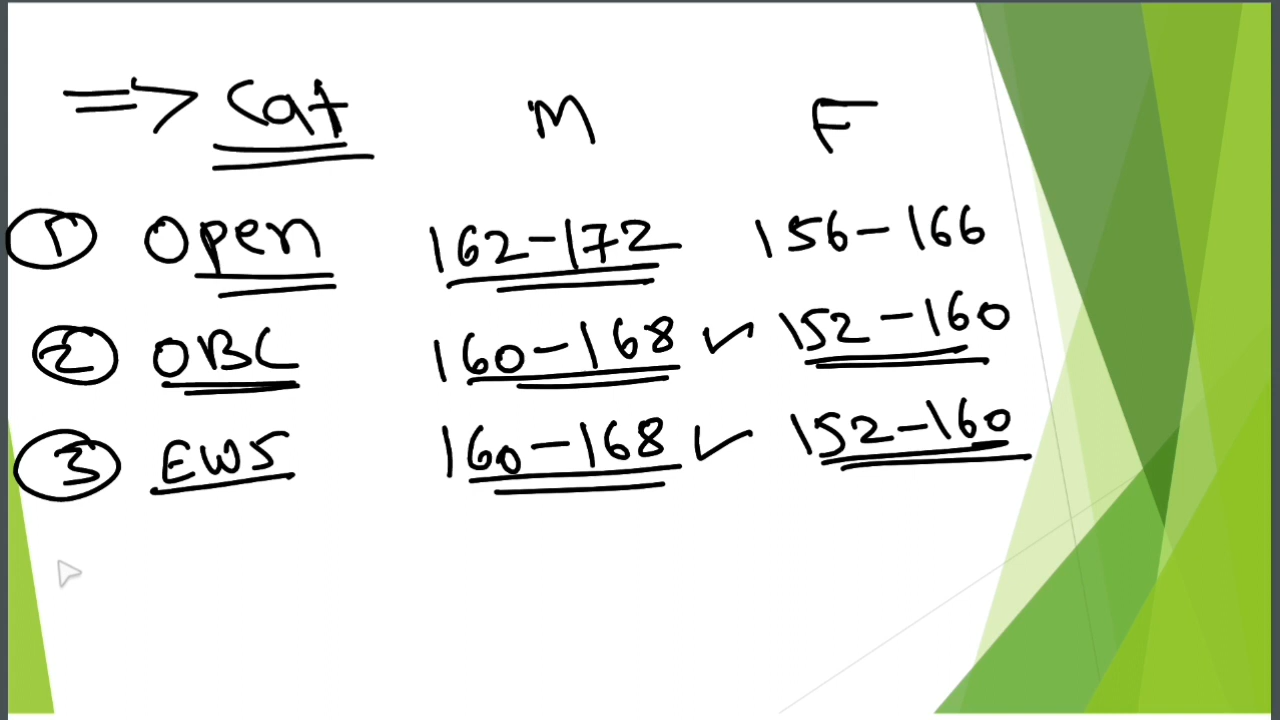 => Cat M F
1 Open 162-172 156-166
2 OBC 160-168 ✓ 152-160
3 EWS 160-168 ✓ 152-160